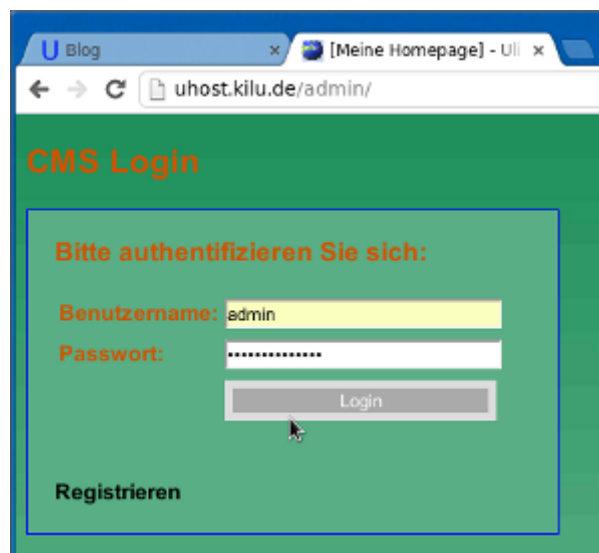 U Blog
[Meine Homepage] - Uli
uhost.kilu.de/admin/
CMS Login
Bitte authentifizieren Sie sich:
Benutzername: admin
Passwort: ••••••••••••••
Login
Registrieren